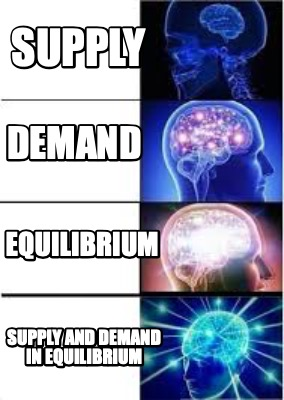 SUPPLY
DEMAND
EQUILIBRIUM
SUPPLY AND DEMAND
IN EQUILIBRIUM